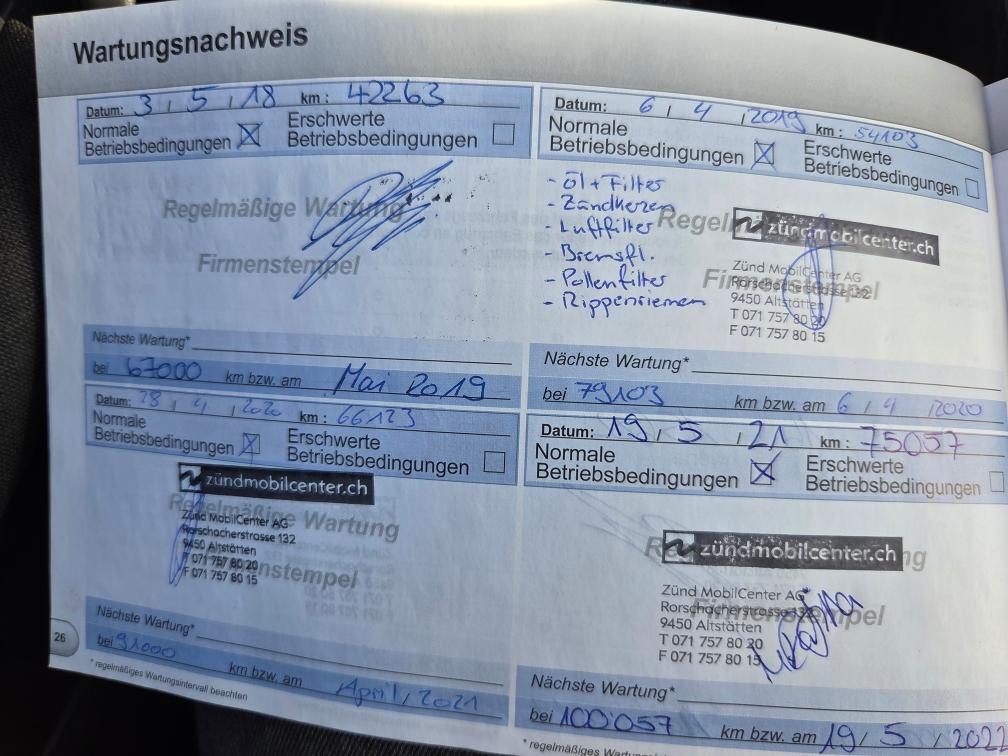 Wartungsnachweis
Datum: 3 / 5 / 18 km: 42263
Normale Betriebsbedingungen ☒ Erschwerte Betriebsbedingungen ☐
Regelmäßige Wartung
Firmenstempel
Nächste Wartung*
bei 67000 km bzw. am Mai 2019
Datum: 6 / 4 / 2019 km: 54103
Normale Betriebsbedingungen ☒ Erschwerte Betriebsbedingungen ☐
- Öl + Filter
- Zündkerzen
- Luftfilter
- Bremsfl.
- Pollenfilter
- Rippenriemen
zündmobilcenter.ch
Zünd MobilCenter AG
Rorschacherstrasse 132
9450 Altstätten
T 071 757 80 20
F 071 757 80 15
Firmenstempel
Nächste Wartung*
bei 79103 km bzw. am 6 / 4 / 2020
Datum: 28 / 4 / 2020 km: 66123
Normale Betriebsbedingungen ☒ Erschwerte Betriebsbedingungen ☐
zündmobilcenter.ch
Regelmäßige Wartung
Zünd MobilCenter AG
Rorschacherstrasse 132
9450 Altstätten
T 071 757 80 20
F 071 757 80 15
Firmenstempel
Nächste Wartung*
bei 91000 km bzw. am April / 2021
* regelmäßiges Wartungsintervall beachten
26
Datum: 19 / 5 / 21 km: 75057
Normale Betriebsbedingungen ☒ Erschwerte Betriebsbedingungen ☐
zündmobilcenter.ch
Zünd MobilCenter AG
Rorschacherstrasse 132
9450 Altstätten
T 071 757 80 20
F 071 757 80 15
Firmenstempel
Nächste Wartung*
bei 100'057 km bzw. am 19 / 5 / 2022
* regelmäßiges Wartungsintervall beachten